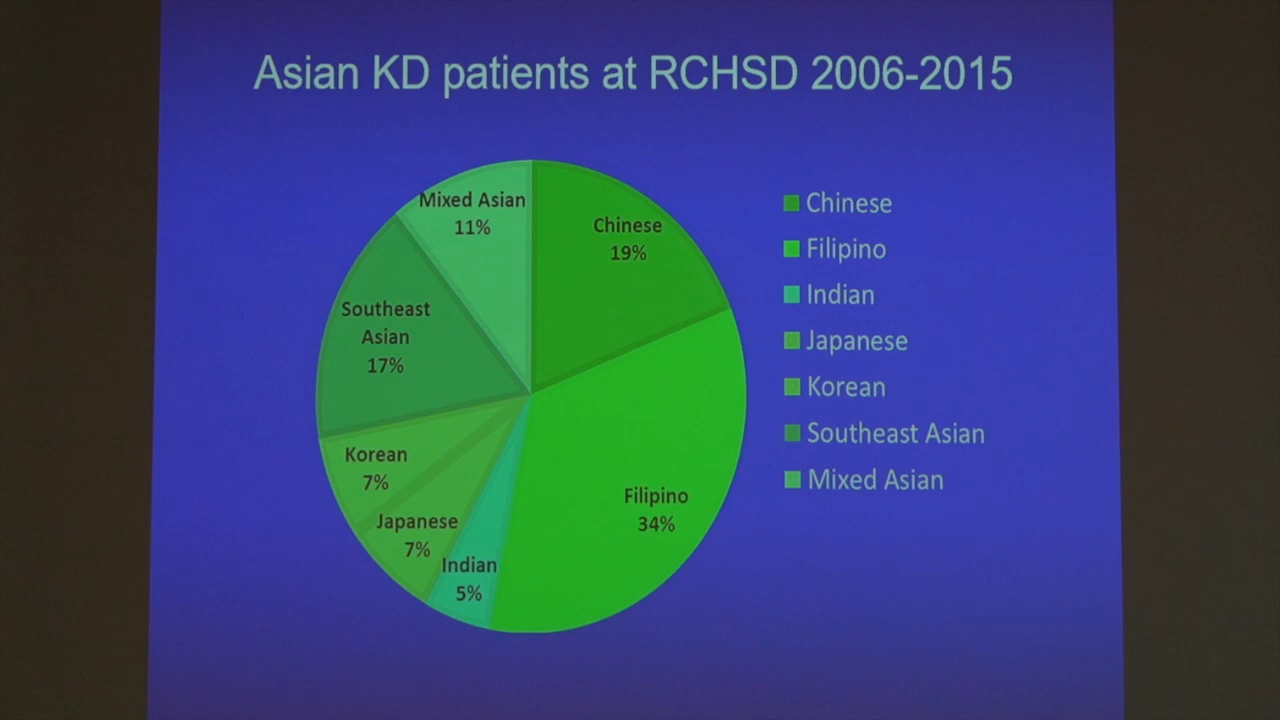 Asian KD patients at RCHSD 2006-2015
Mixed Asian
11%
Chinese
19%
Southeast
Asian
17%
Korean
7%
Japanese
7%
Indian
5%
Filipino
34%
Chinese
Filipino
Indian
Japanese
Korean
Southeast Asian
Mixed Asian